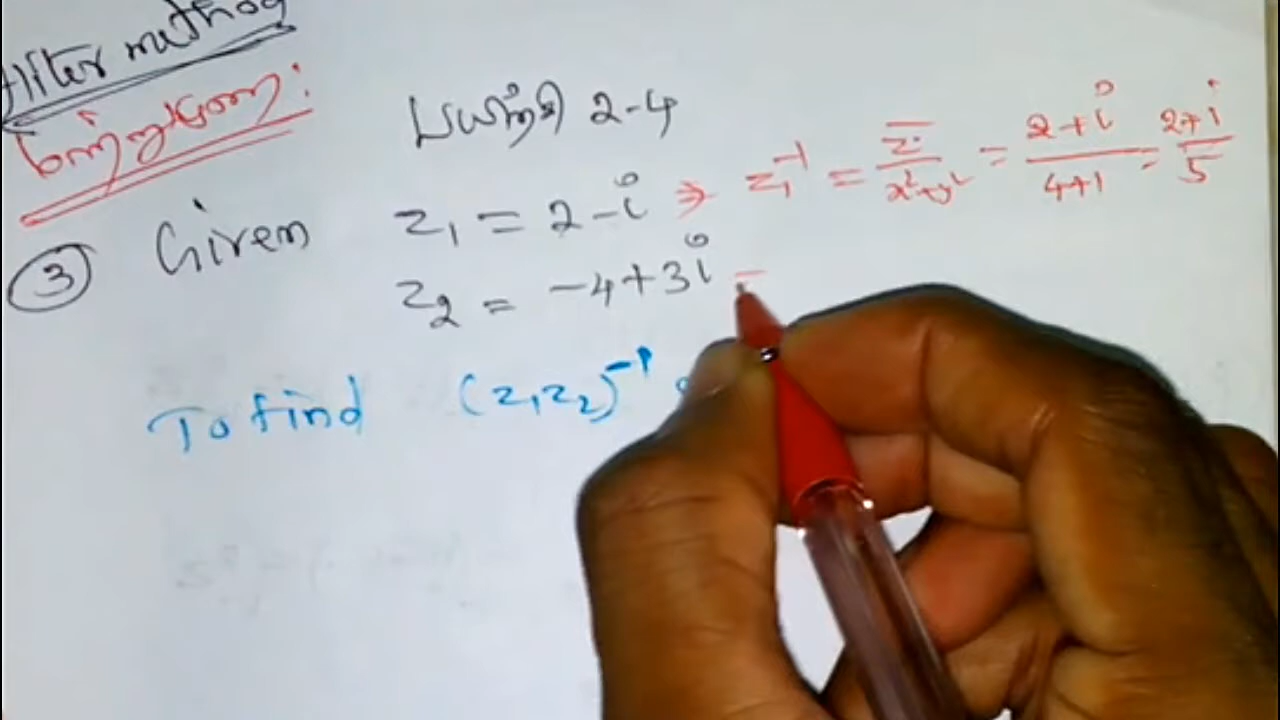 Aliter method
மாற்றுமுறை:
பயிற்சி 2-4
③ Given z₁ = 2-i ⇒ z₁⁻¹ = z̄/(x²+y²) = (2+i)/(4+1) = (2+i)/5
z₂ = -4+3i
To find (z₁z₂)⁻¹